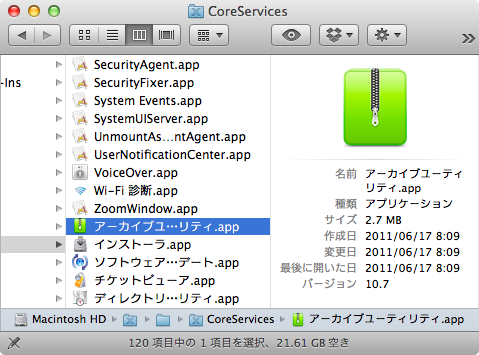 CoreServices
-Ins
SecurityAgent.app
SecurityFixer.app
System Events.app
SystemUIServer.app
UnmountAs...ntAgent.app
UserNotificationCenter.app
VoiceOver.app
Wi-Fi 診断.app
ZoomWindow.app
アーカイブユ…リティ.app
インストーラ.app
ソフトウェア…デート.app
チケットビューア.app
ディレクトリ…リティ.app
名前 アーカイブユーティ
リティ.app
種類 アプリケーション
サイズ 2.7 MB
作成日 2011/06/17 8:09
変更日 2011/06/17 8:09
最後に開いた日 2011/06/17 8:09
バージョン 10.7
Macintosh HD ▶ ▶ ▶ CoreServices ▶ アーカイブユーティリティ.app
120 項目中の 1 項目を選択、21.61 GB 空き